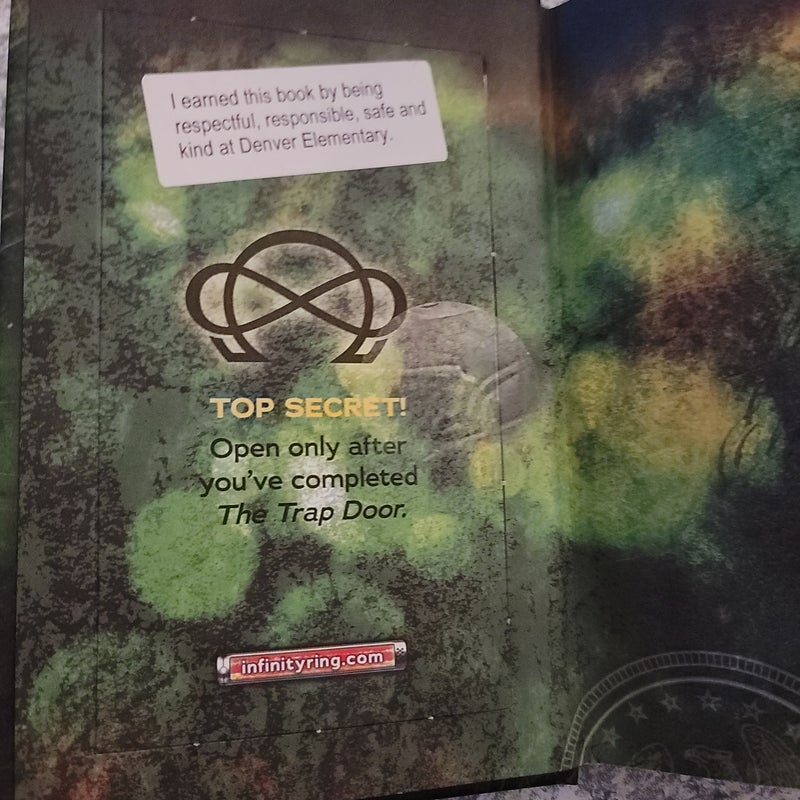 I earned this book by being
respectful, responsible, safe and
kind at Denver Elementary.
TOP SECRET!
Open only after
you've completed
The Trap Door.
infinityring.com